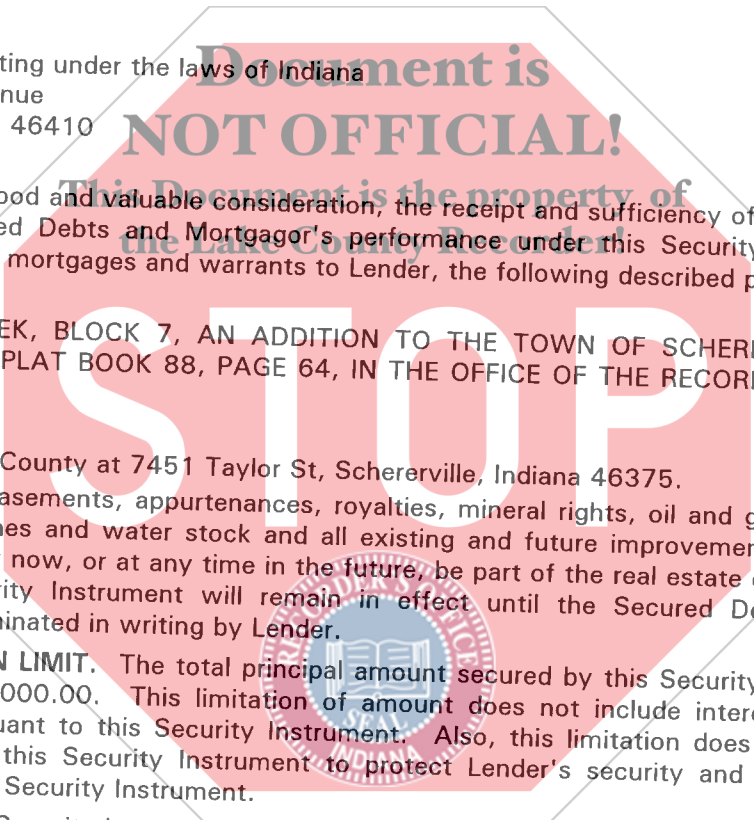 Document is
ting under the laws of Indiana
nue
46410
NOT OFFICIAL!
This Document is the property of
ood and valuable consideration, the receipt and sufficiency of
the Lake County Recorder!
ed Debts and Mortgagor's performance under this Security
mortgages and warrants to Lender, the following described p
EK, BLOCK 7, AN ADDITION TO THE TOWN OF SCHER
PLAT BOOK 88, PAGE 64, IN THE OFFICE OF THE RECOR
STOP
County at 7451 Taylor St, Schererville, Indiana 46375.
asements, appurtenances, royalties, mineral rights, oil and g
nes and water stock and all existing and future improvemen
now, or at any time in the future, be part of the real estate
rity Instrument will remain in effect until the Secured De
ninated in writing by Lender.
RECORDER'S OFFICE
SEAL
INDIANA
N LIMIT. The total principal amount secured by this Security
000.00. This limitation of amount does not include inter
uant to this Security Instrument. Also, this limitation does
this Security Instrument to protect Lender's security and
Security Instrument.